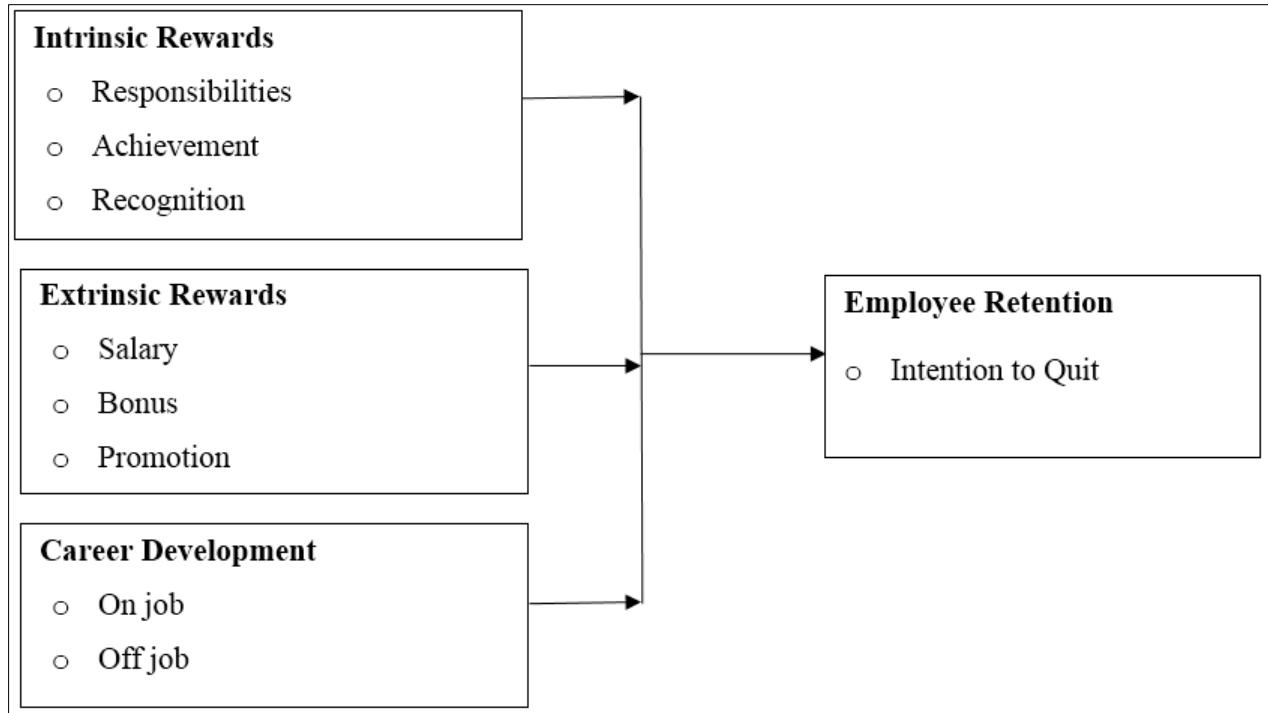 Intrinsic Rewards
o Responsibilities
o Achievement
o Recognition
Extrinsic Rewards
o Salary
o Bonus
o Promotion
Career Development
o On job
o Off job
Employee Retention
o Intention to Quit